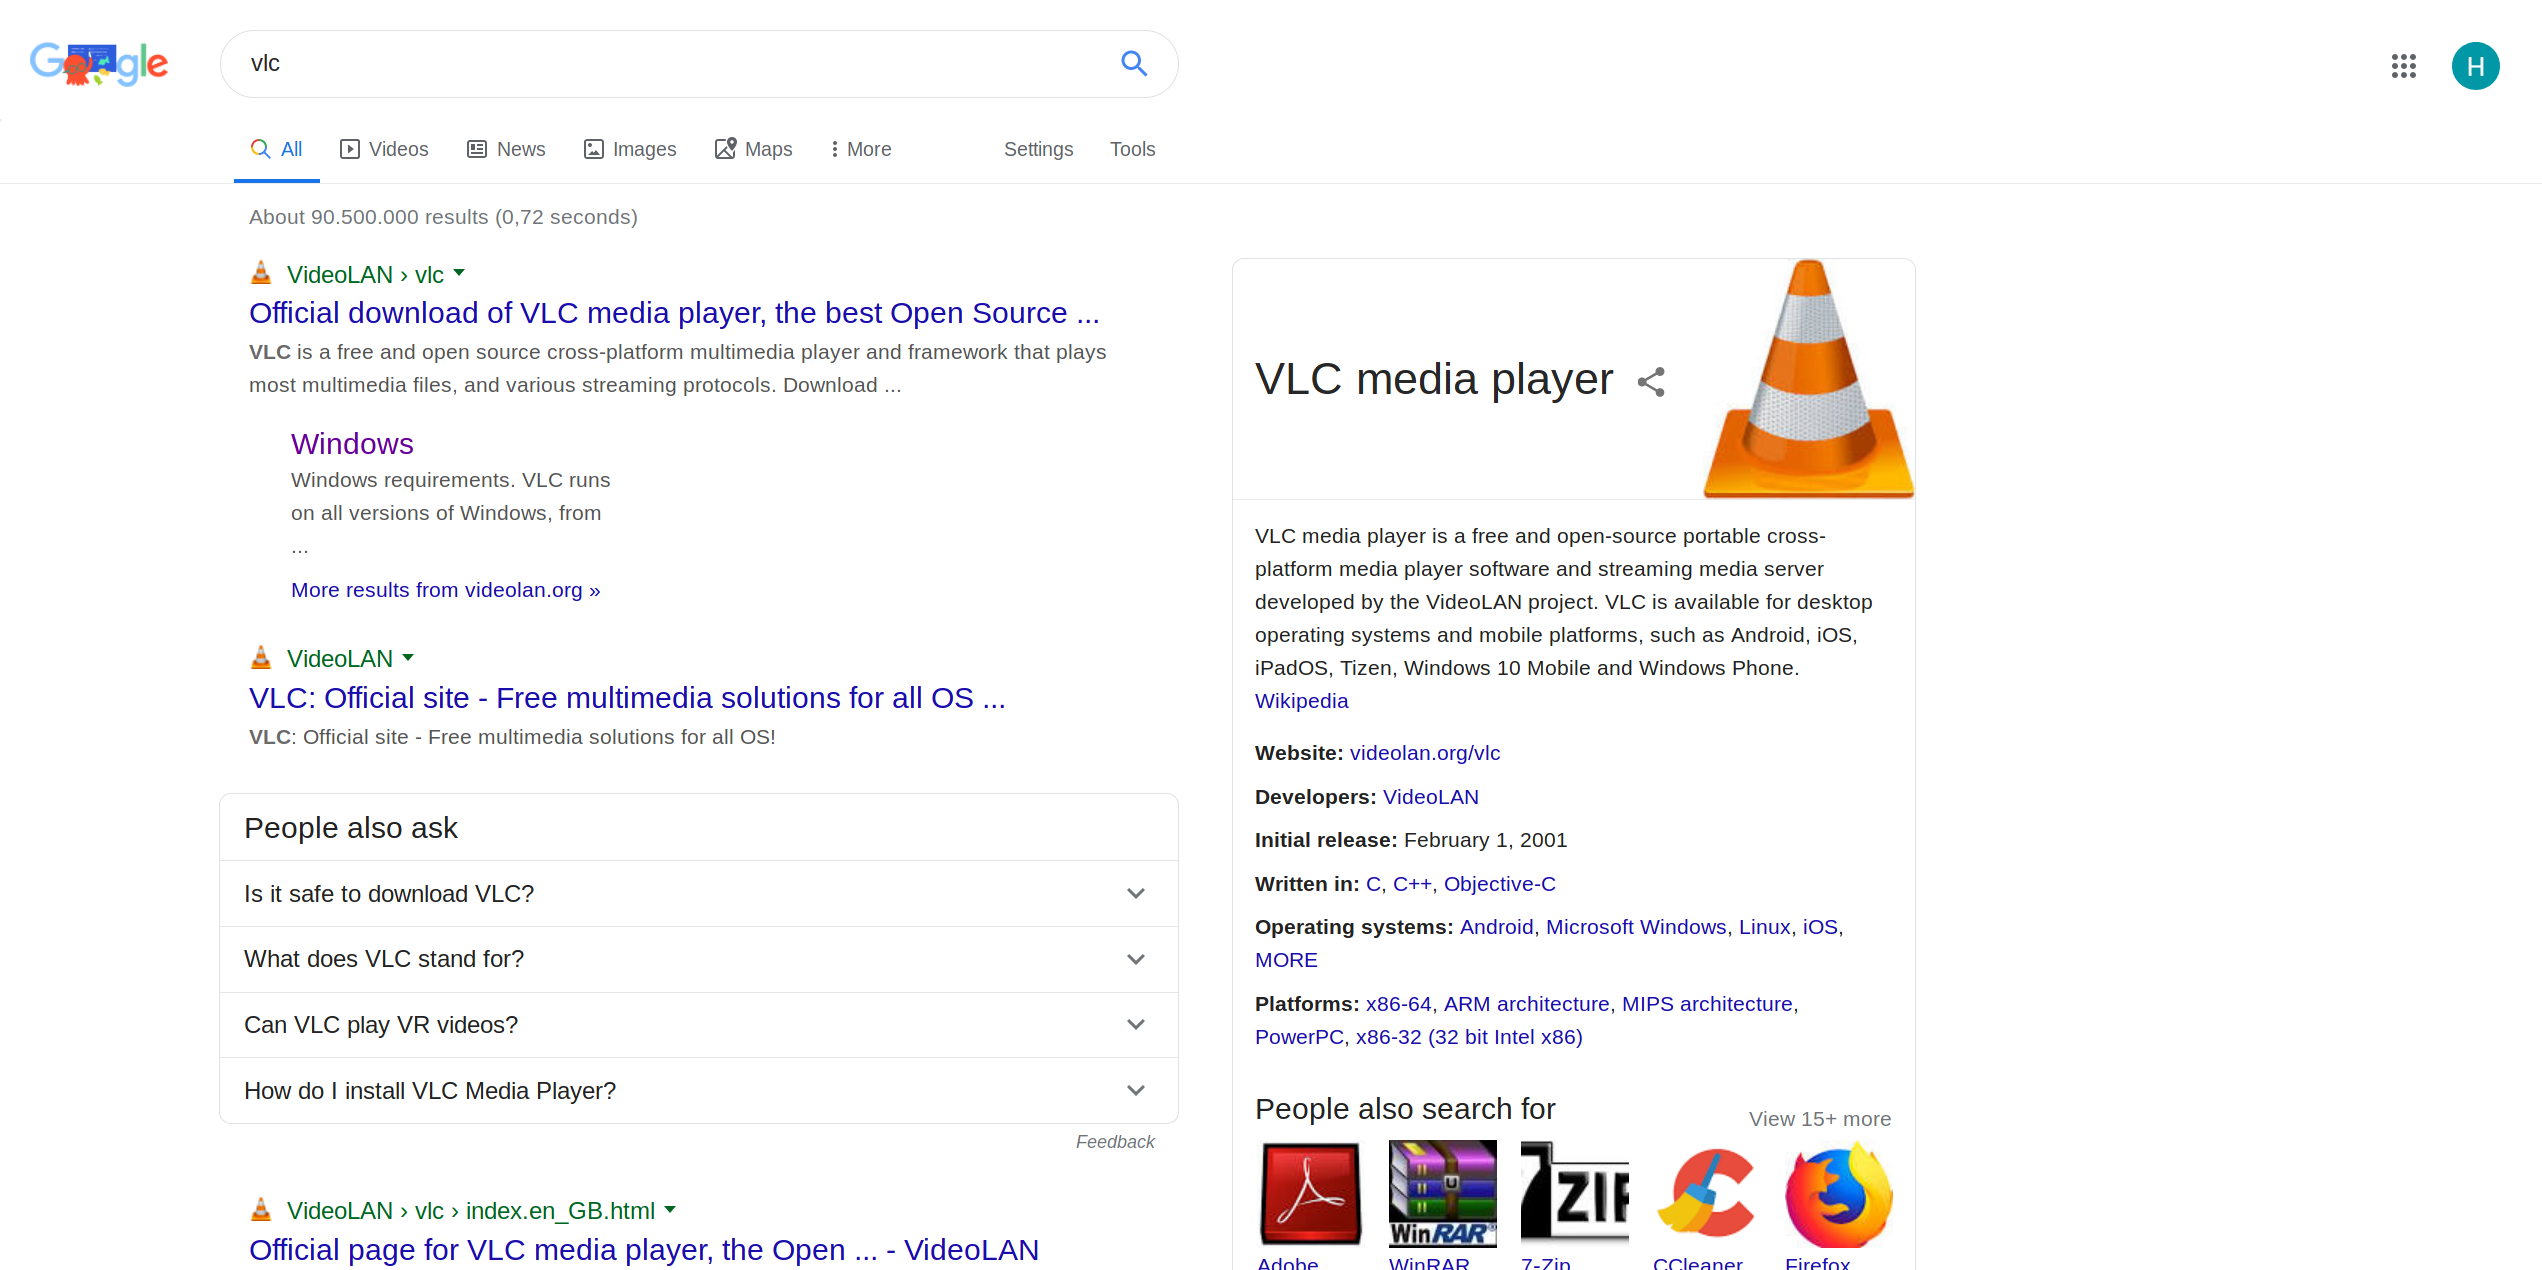 Google
vlc
H
All
Videos
News
Images
Maps
More
Settings
Tools
About 90.500.000 results (0,72 seconds)
VideoLAN › vlc
Official download of VLC media player, the best Open Source ...
VLC is a free and open source cross-platform multimedia player and framework that plays
most multimedia files, and various streaming protocols. Download ...
Windows
Windows requirements. VLC runs
on all versions of Windows, from
...
More results from videolan.org »
VideoLAN
VLC: Official site - Free multimedia solutions for all OS ...
VLC: Official site - Free multimedia solutions for all OS!
People also ask
Is it safe to download VLC?
What does VLC stand for?
Can VLC play VR videos?
How do I install VLC Media Player?
Feedback
VideoLAN › vlc › index.en_GB.html
Official page for VLC media player, the Open ... - VideoLAN
VLC media player
VLC media player is a free and open-source portable cross-
platform media player software and streaming media server
developed by the VideoLAN project. VLC is available for desktop
operating systems and mobile platforms, such as Android, iOS,
iPadOS, Tizen, Windows 10 Mobile and Windows Phone.
Wikipedia
Website: videolan.org/vlc
Developers: VideoLAN
Initial release: February 1, 2001
Written in: C, C++, Objective-C
Operating systems: Android, Microsoft Windows, Linux, iOS,
MORE
Platforms: x86-64, ARM architecture, MIPS architecture,
PowerPC, x86-32 (32 bit Intel x86)
People also search for
View 15+ more
WinRAR
7ZIP
Adobe
WinRAR
7-Zip
CCleaner
Firefox